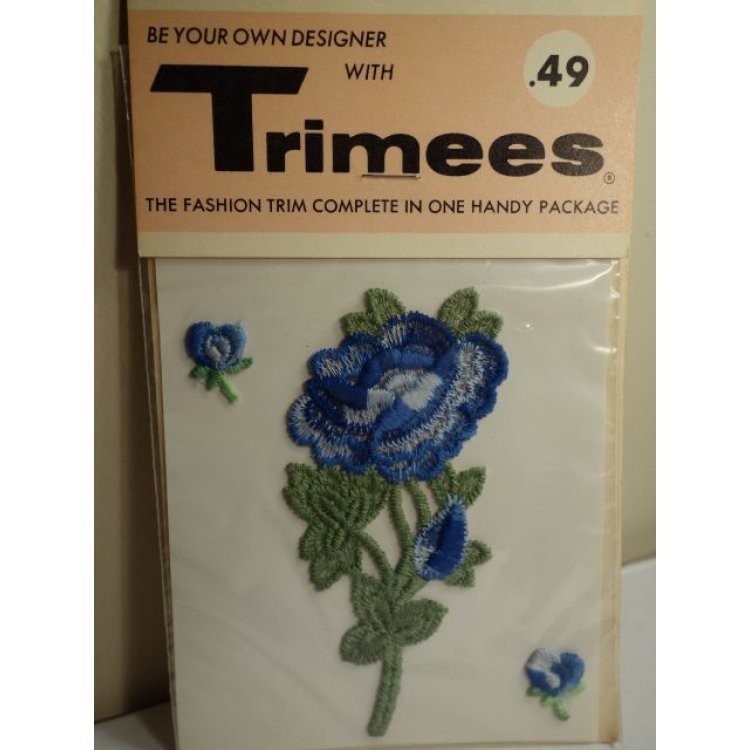 BE YOUR OWN DESIGNER
WITH
.49
Trimees®
THE FASHION TRIM COMPLETE IN ONE HANDY PACKAGE